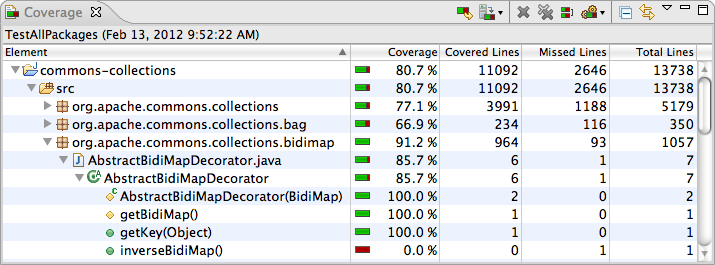 Coverage
TestAllPackages (Feb 13, 2012 9:52:22 AM)
Element Coverage Covered Lines Missed Lines Total Lines
commons-collections 80.7 % 11092 2646 13738
src 80.7 % 11092 2646 13738
org.apache.commons.collections 77.1 % 3991 1188 5179
org.apache.commons.collections.bag 66.9 % 234 116 350
org.apache.commons.collections.bidimap 91.2 % 964 93 1057
AbstractBidiMapDecorator.java 85.7 % 6 1 7
AbstractBidiMapDecorator 85.7 % 6 1 7
AbstractBidiMapDecorator(BidiMap) 100.0 % 2 0 2
getBidiMap() 100.0 % 1 0 1
getKey(Object) 100.0 % 1 0 1
inverseBidiMap() 0.0 % 0 1 1